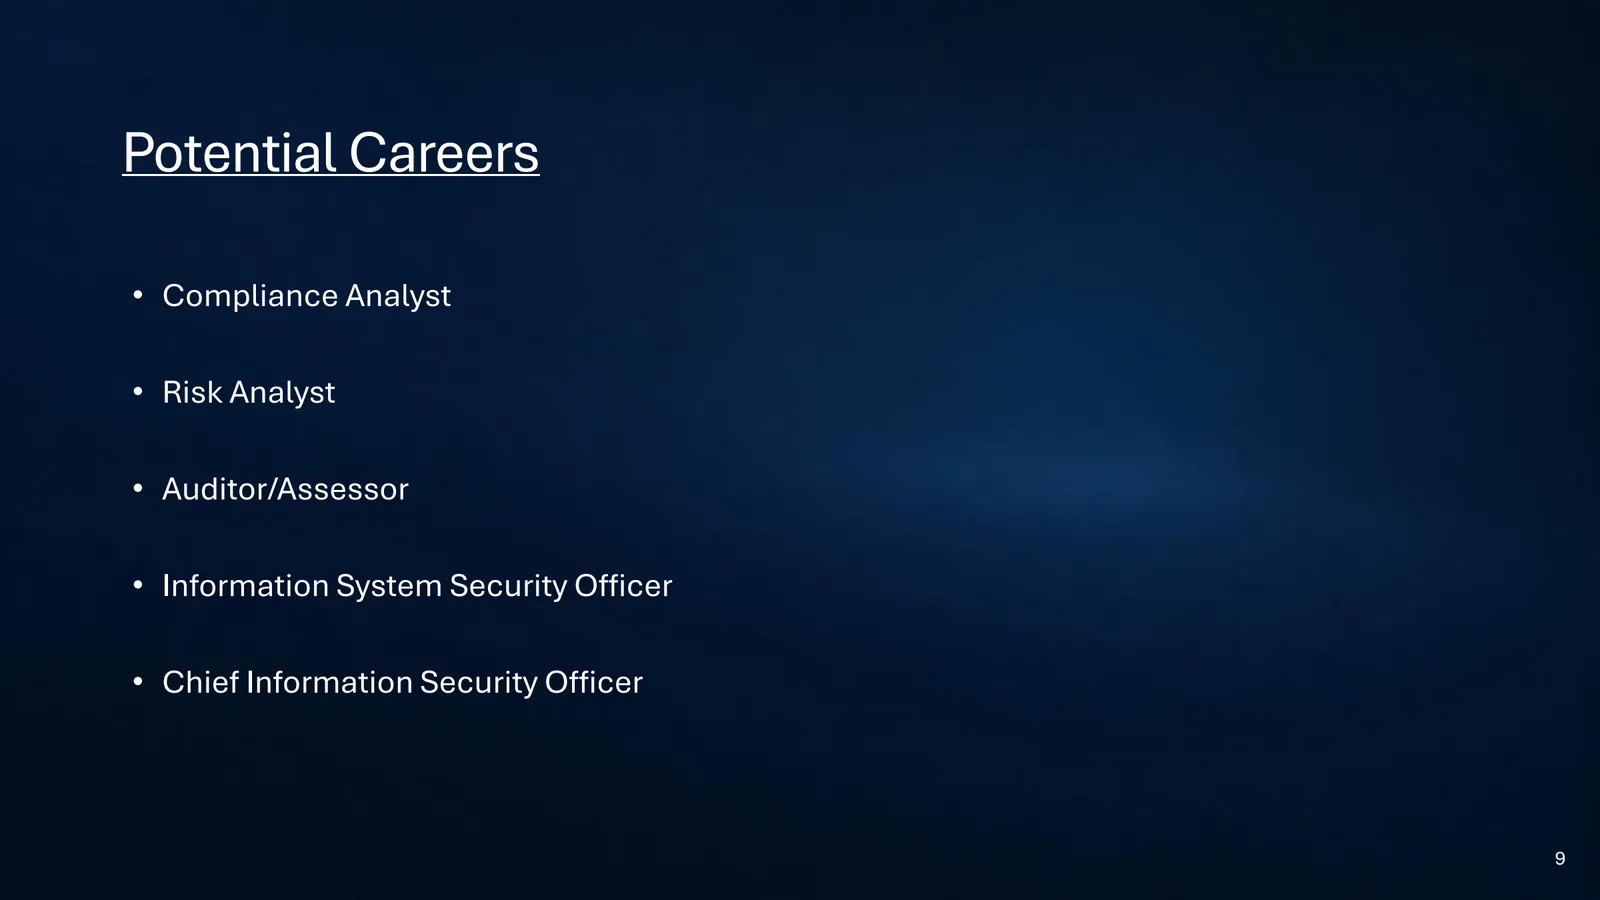 Potential Careers
• Compliance Analyst
• Risk Analyst
• Auditor/Assessor
• Information System Security Officer
• Chief Information Security Officer
9